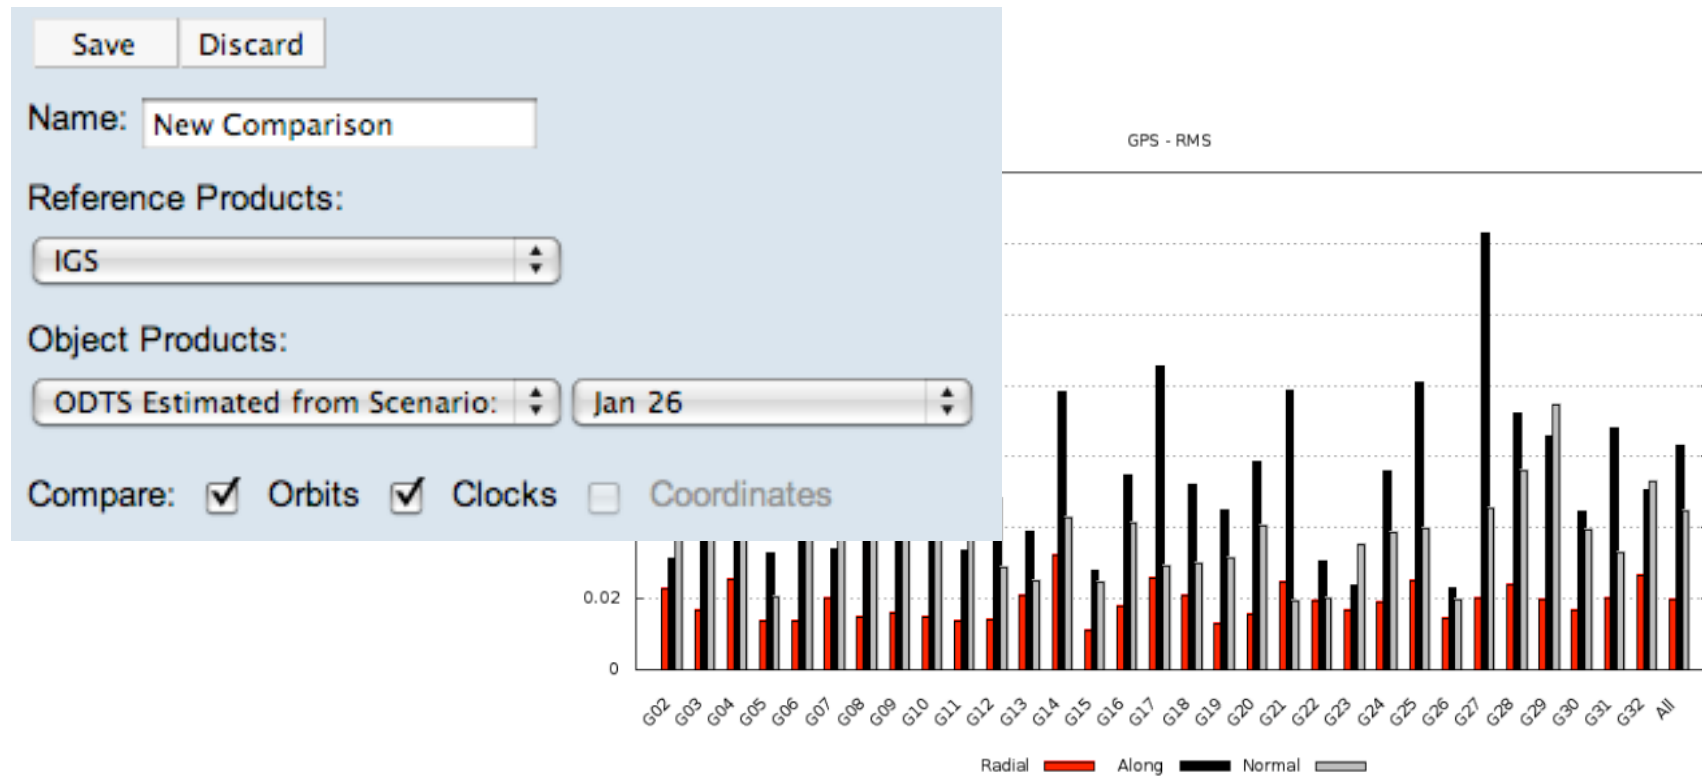 Save Discard
Name: New Comparison
Reference Products:
IGS
Object Products:
ODTS Estimated from Scenario: Jan 26
Compare: Orbits Clocks Coordinates
GPS - RMS
0.02
0
G02 G03 G04 G05 G06 G07 G08 G09 G10 G11 G12 G13 G14 G15 G16 G17 G18 G19 G20 G21 G22 G23 G24 G25 G26 G27 G28 G29 G30 G31 G32 All
Radial Along Normal